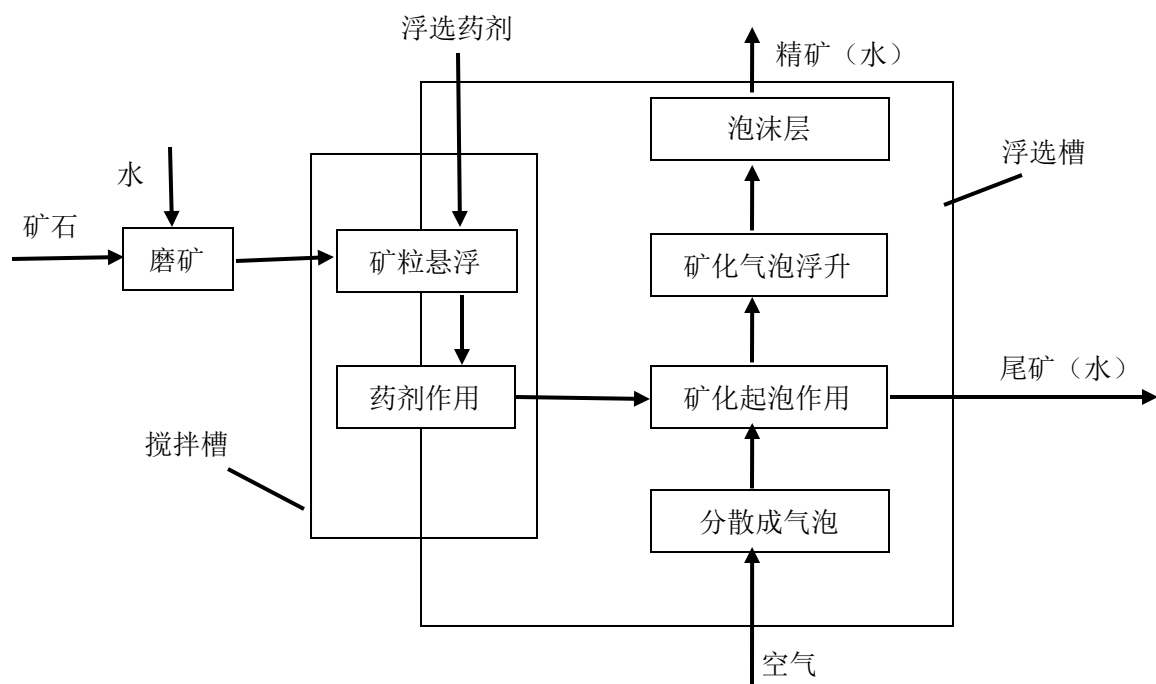 浮选药剂
精矿（水）
泡沫层
浮选槽
水
矿石
磨矿
矿粒悬浮
矿化气泡浮升
尾矿（水）
药剂作用
矿化起泡作用
搅拌槽
分散成气泡
空气